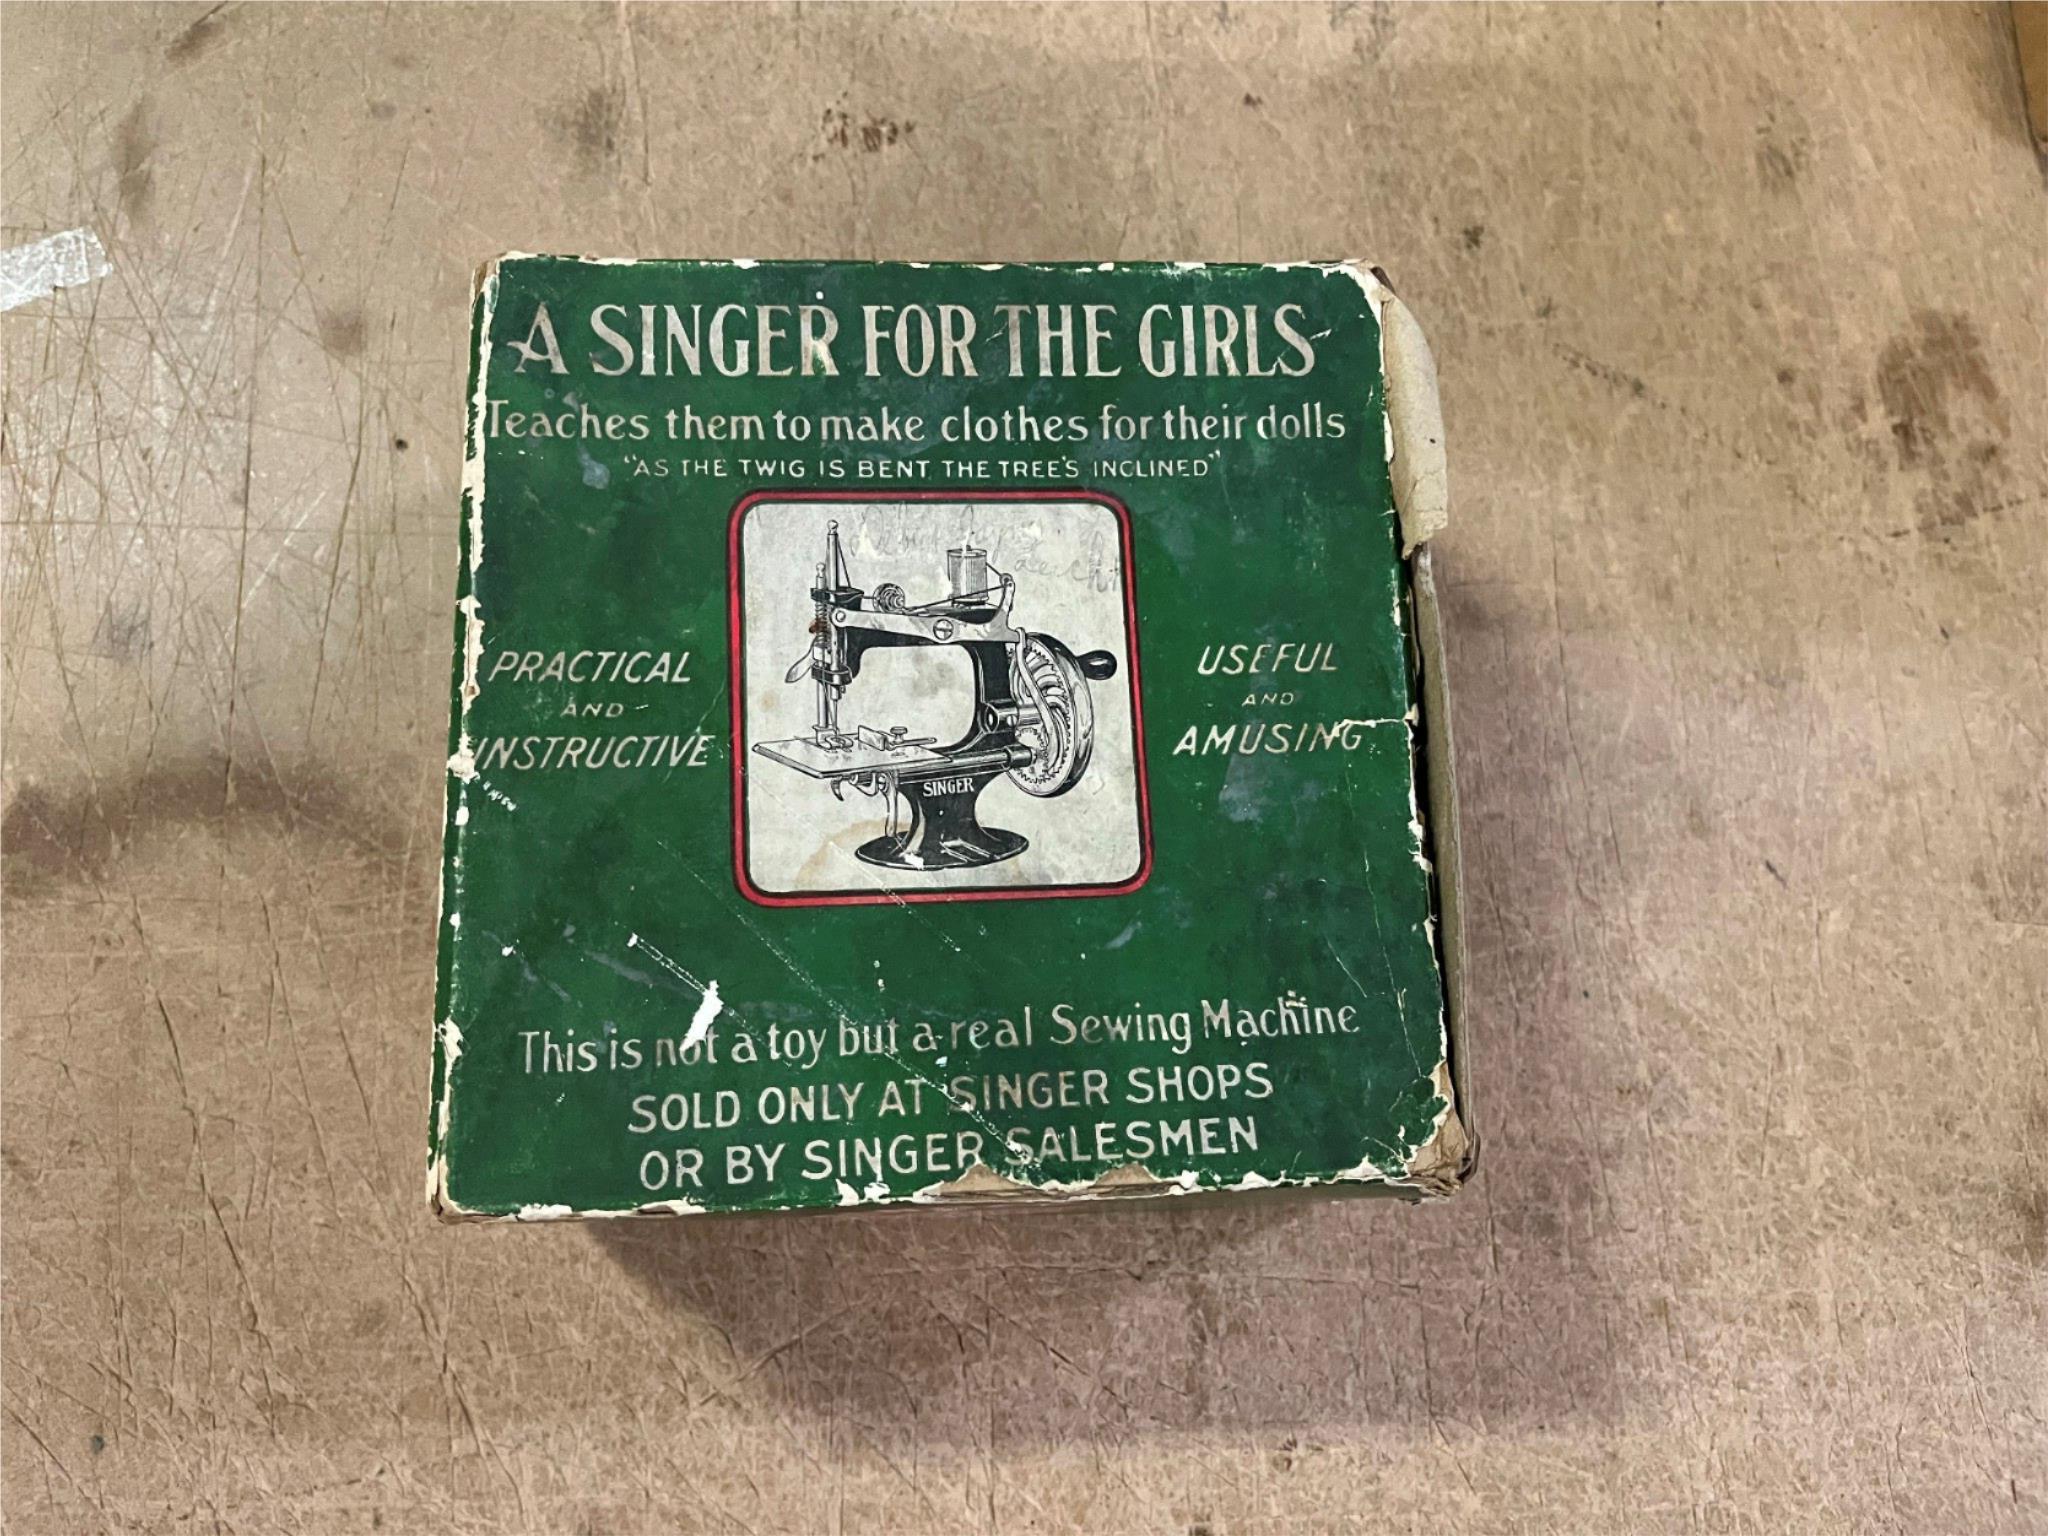 A SINGER FOR THE GIRLS
Teaches them to make clothes for their dolls
"AS THE TWIG IS BENT THE TREE'S INCLINED"
PRACTICAL
AND
INSTRUCTIVE
USEFUL
AND
AMUSING
SINGER
This is not a toy but a real Sewing Machine
SOLD ONLY AT SINGER SHOPS
OR BY SINGER SALESMEN